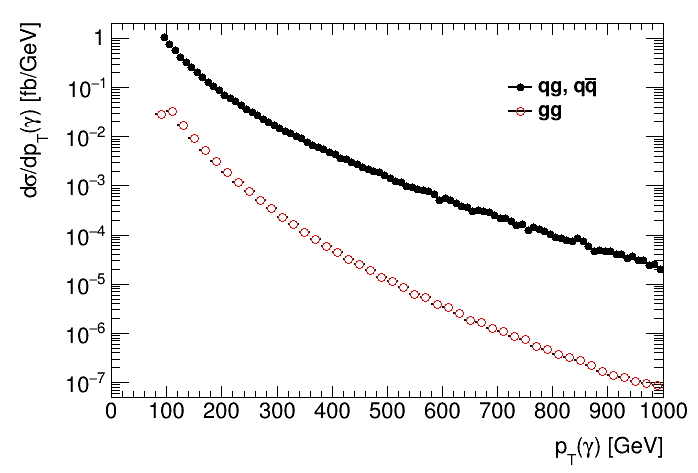 dσ/dp_T(γ) [fb/GeV]
1
10⁻¹
10⁻²
10⁻³
10⁻⁴
10⁻⁵
10⁻⁶
10⁻⁷
qg, qq̅
gg
0 100 200 300 400 500 600 700 800 900 1000
p_T(γ) [GeV]